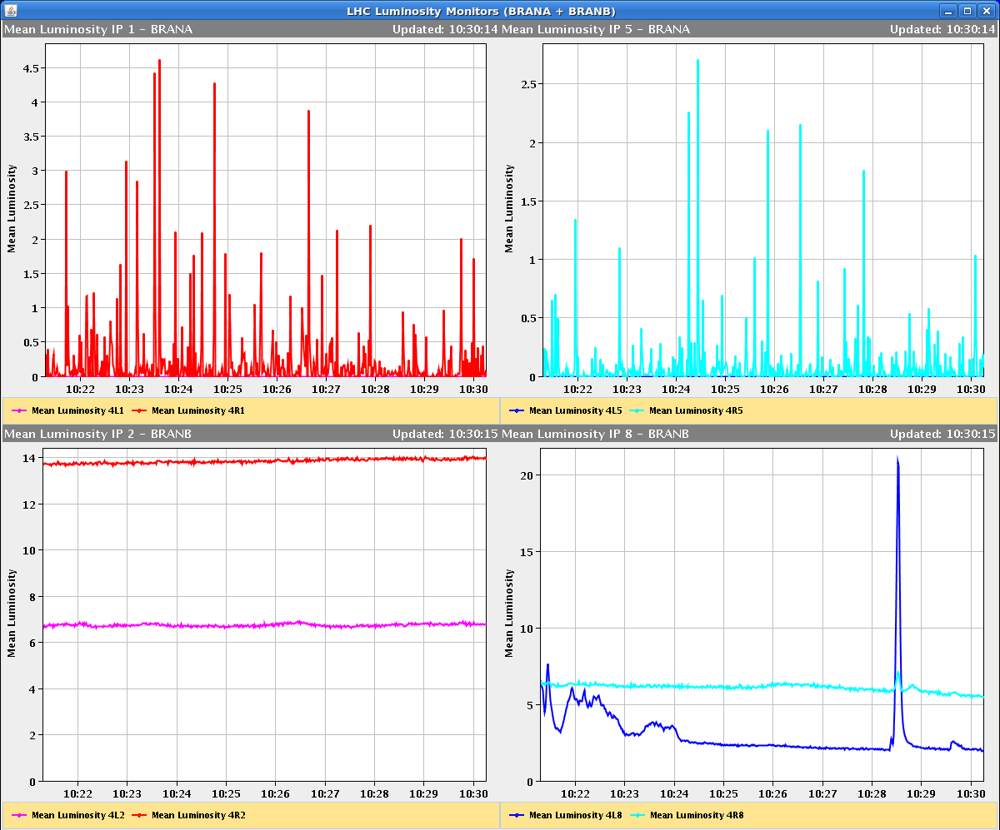 LHC Luminosity Monitors (BRANA + BRANB)
Mean Luminosity IP 1 - BRANA Updated: 10:30:14
Mean Luminosity
4.5
4
3.5
3
2.5
2
1.5
1
0.5
0
10:22 10:23 10:24 10:25 10:26 10:27 10:28 10:29 10:30
Mean Luminosity 4L1 Mean Luminosity 4R1
Mean Luminosity IP 5 - BRANA Updated: 10:30:14
Mean Luminosity
2.5
2
1.5
1
0.5
0
10:22 10:23 10:24 10:25 10:26 10:27 10:28 10:29 10:30
Mean Luminosity 4L5 Mean Luminosity 4R5
Mean Luminosity IP 2 - BRANB Updated: 10:30:15
Mean Luminosity
14
12
10
8
6
4
2
0
10:22 10:23 10:24 10:25 10:26 10:27 10:28 10:29 10:30
Mean Luminosity 4L2 Mean Luminosity 4R2
Mean Luminosity IP 8 - BRANB Updated: 10:30:15
Mean Luminosity
20
15
10
5
0
10:22 10:23 10:24 10:25 10:26 10:27 10:28 10:29 10:30
Mean Luminosity 4L8 Mean Luminosity 4R8